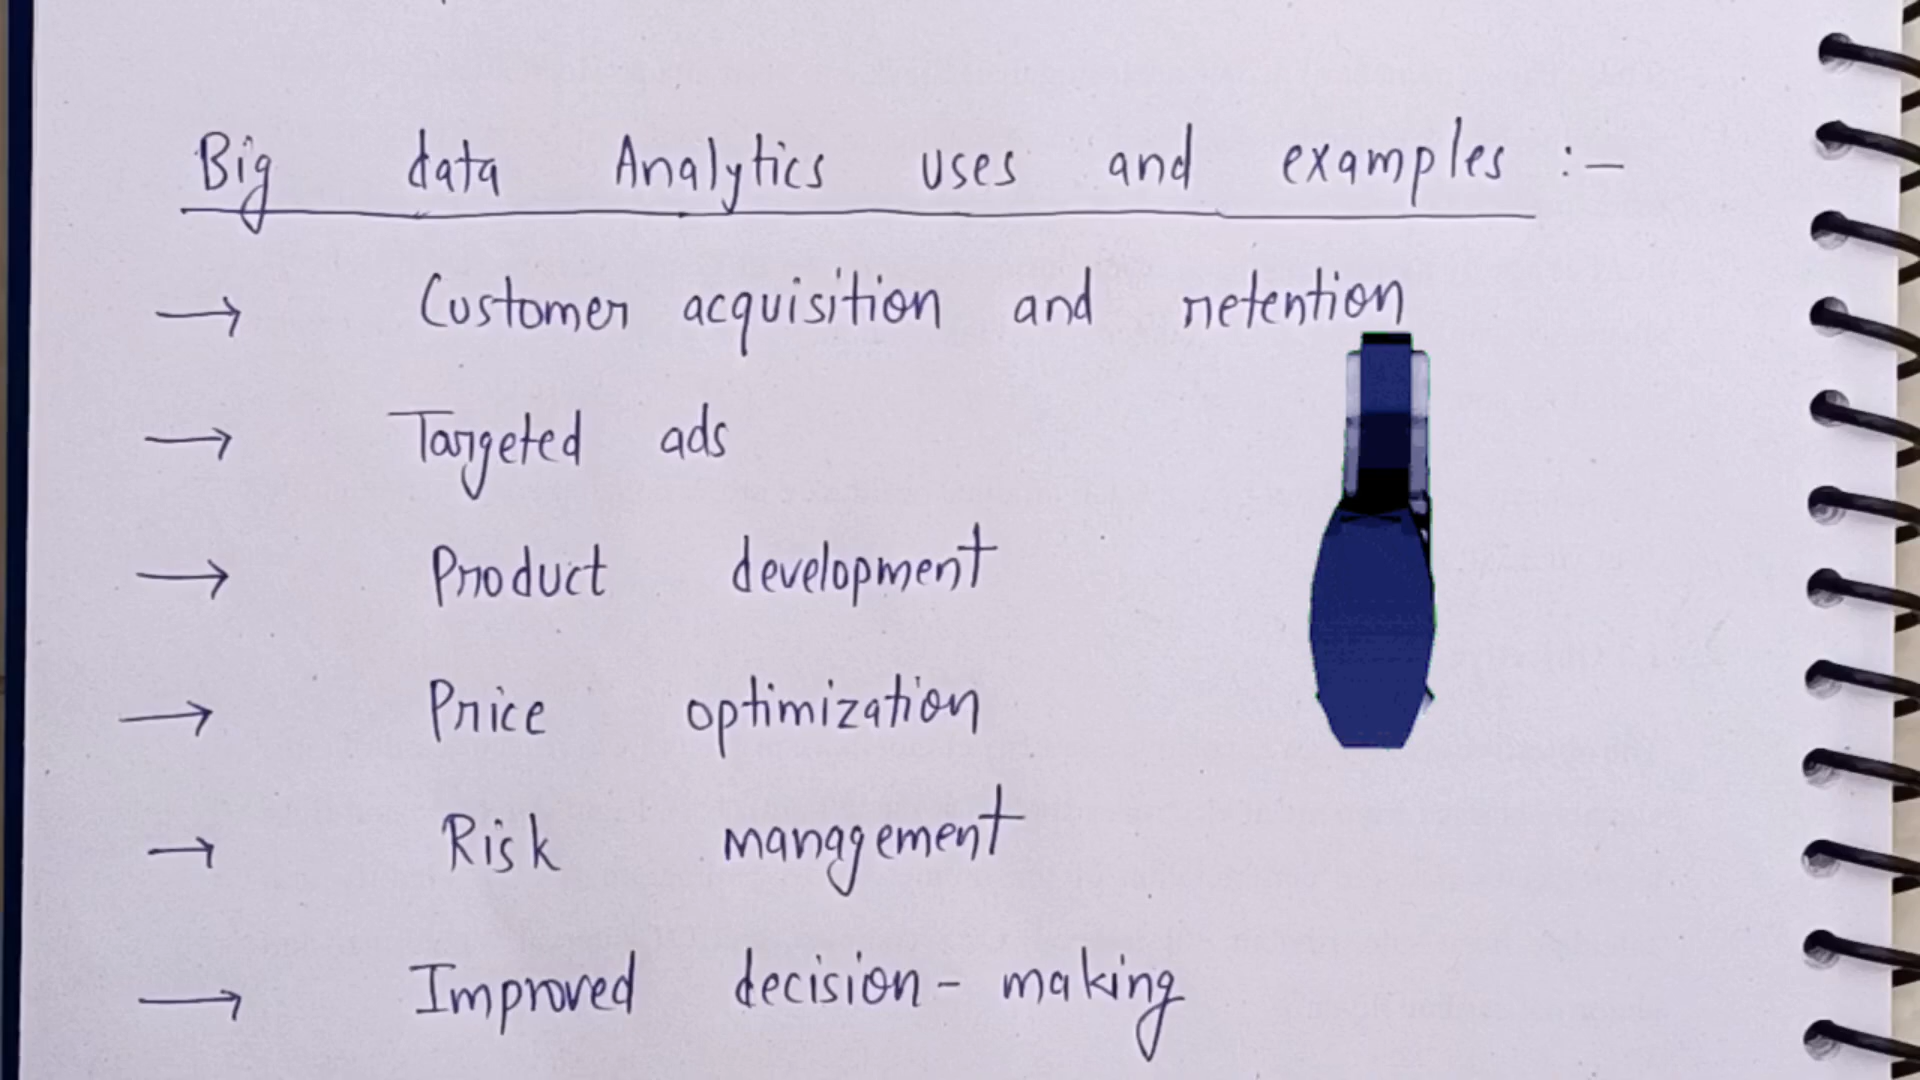 Big data Analytics uses and examples :-
→ Customer acquisition and retention
→ Targeted ads
→ Product development
→ Price optimization
→ Risk management
→ Improved decision - making